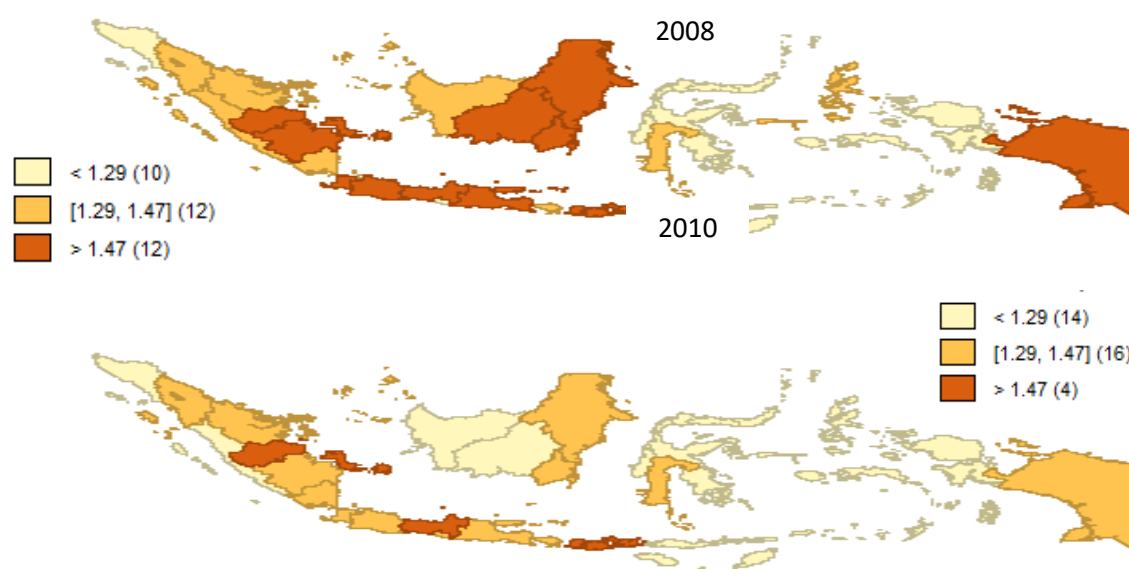 2008
< 1.29 (10)
[1.29, 1.47] (12)
> 1.47 (12)
2010
< 1.29 (14)
[1.29, 1.47] (16)
> 1.47 (4)